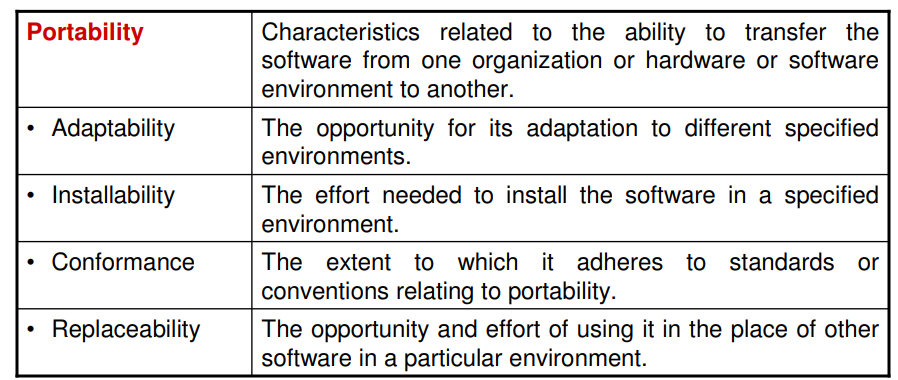 Portability
Characteristics related to the ability to transfer the
software from one organization or hardware or software
environment to another.
• Adaptability
The opportunity for its adaptation to different specified
environments.
• Installability
The effort needed to install the software in a specified
environment.
• Conformance
The extent to which it adheres to standards or
conventions relating to portability.
• Replaceability
The opportunity and effort of using it in the place of other
software in a particular environment.